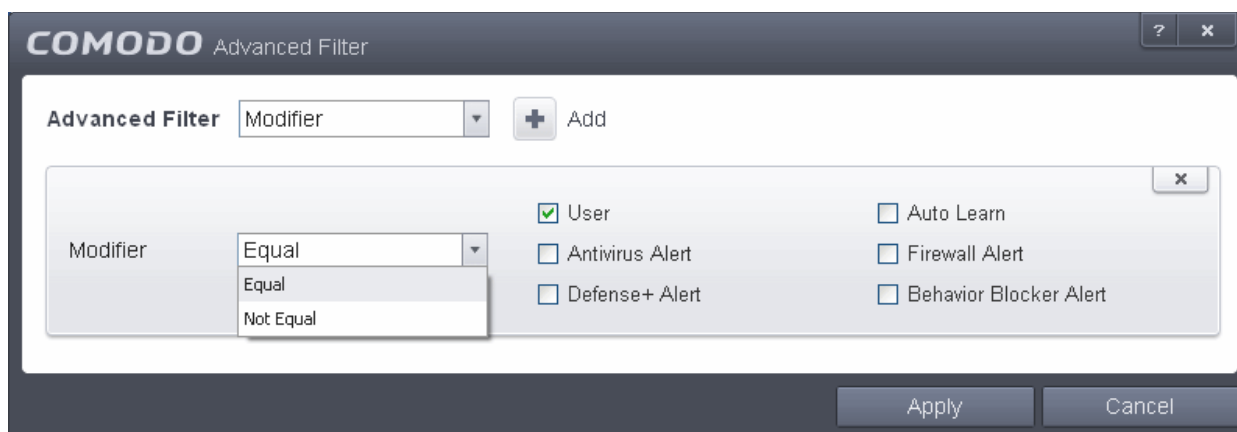 COMODO Advanced Filter
? ×
Advanced Filter Modifier + Add
×
User Auto Learn
Modifier Equal Antivirus Alert Firewall Alert
Equal
Defense+ Alert Behavior Blocker Alert
Not Equal
Apply Cancel